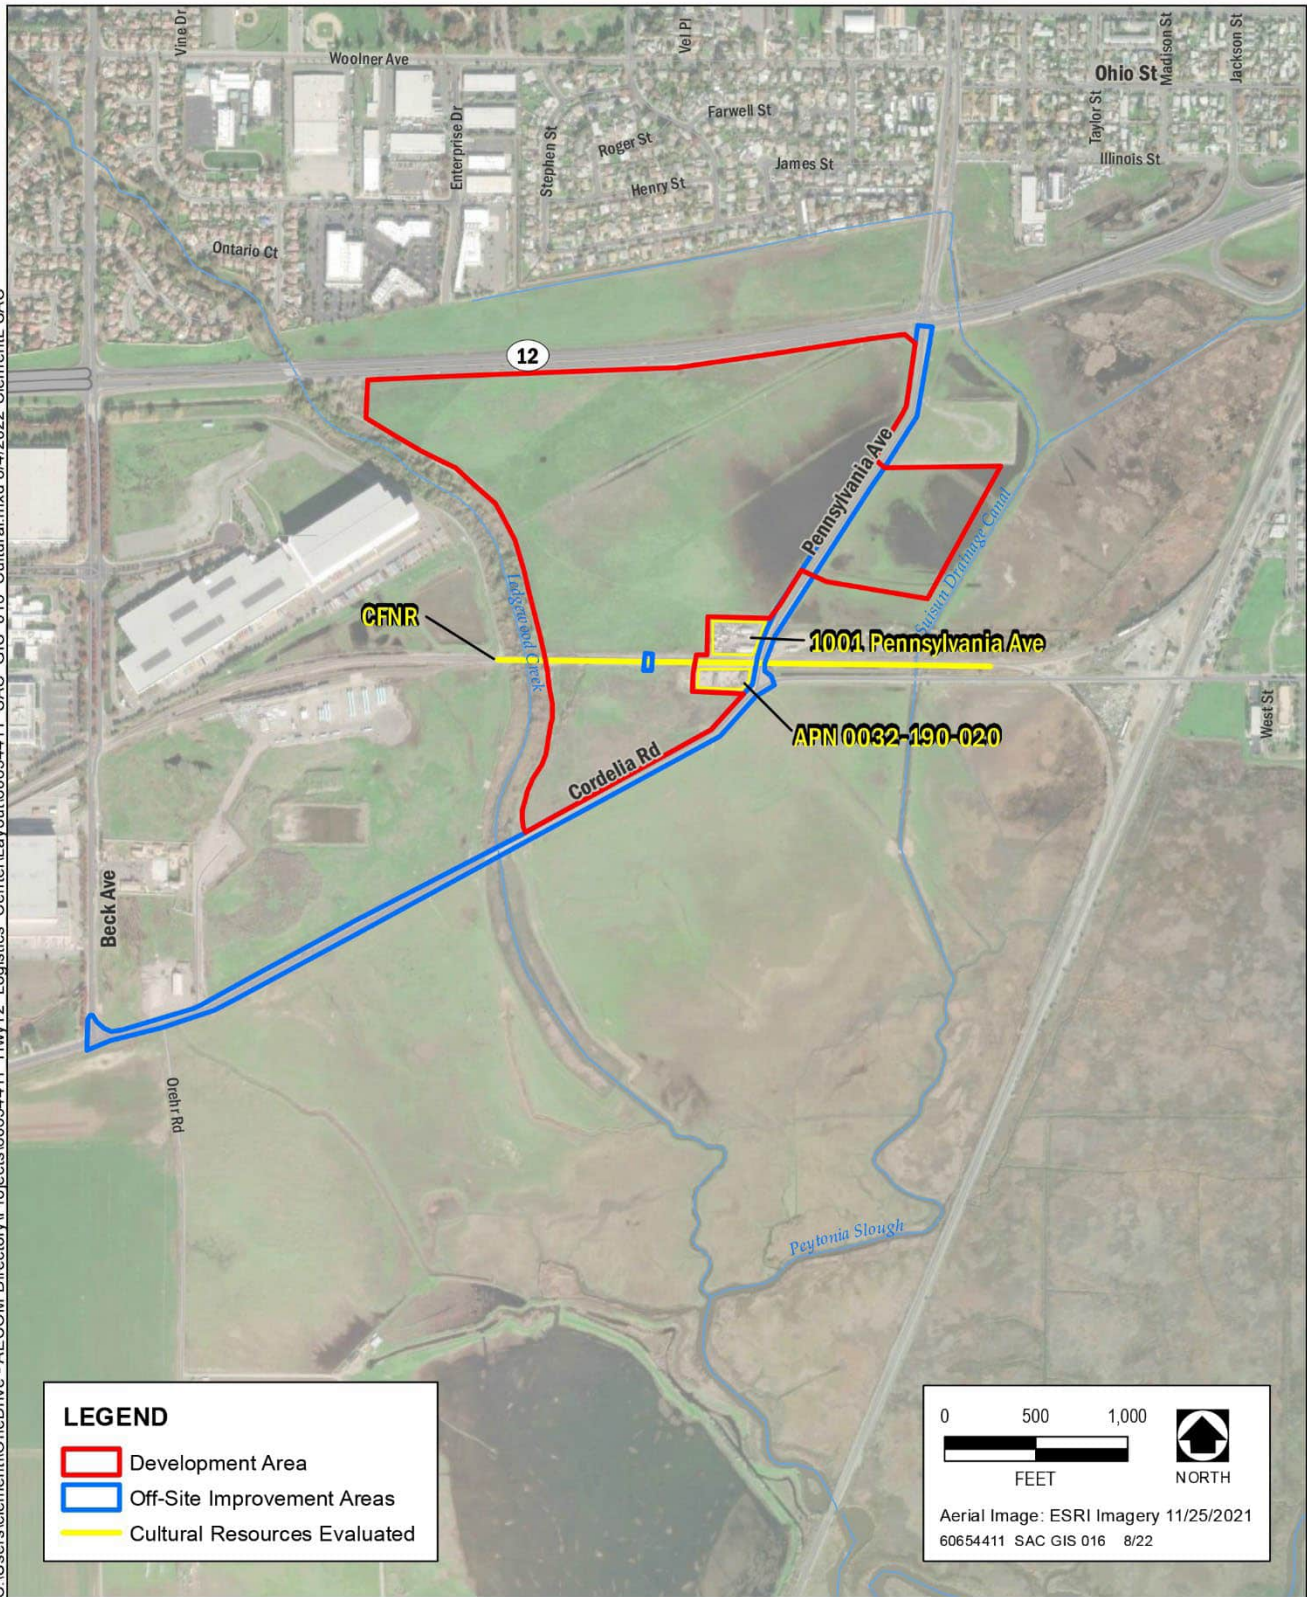 Vine Dr
Woolner Ave
Vel Pl
Ohio St
Madison St
Jackson St
Enterprise Dr
Stephen St
Roger St
Farwell St
Henry St
James St
Taylor St
Illinois St
Ontario Ct
12
Pennsylvania Ave
Ledgewood Creek
Suisun Drainage Canal
CFNR
1001 Pennsylvania Ave
APN 0032-190-020
West St
Cordelia Rd
Beck Ave
Orehr Rd
Peytonia Slough
LEGEND
Development Area
Off-Site Improvement Areas
Cultural Resources Evaluated
0 500 1,000
FEET
NORTH
Aerial Image: ESRI Imagery 11/25/2021
60654411 SAC GIS 016 8/22